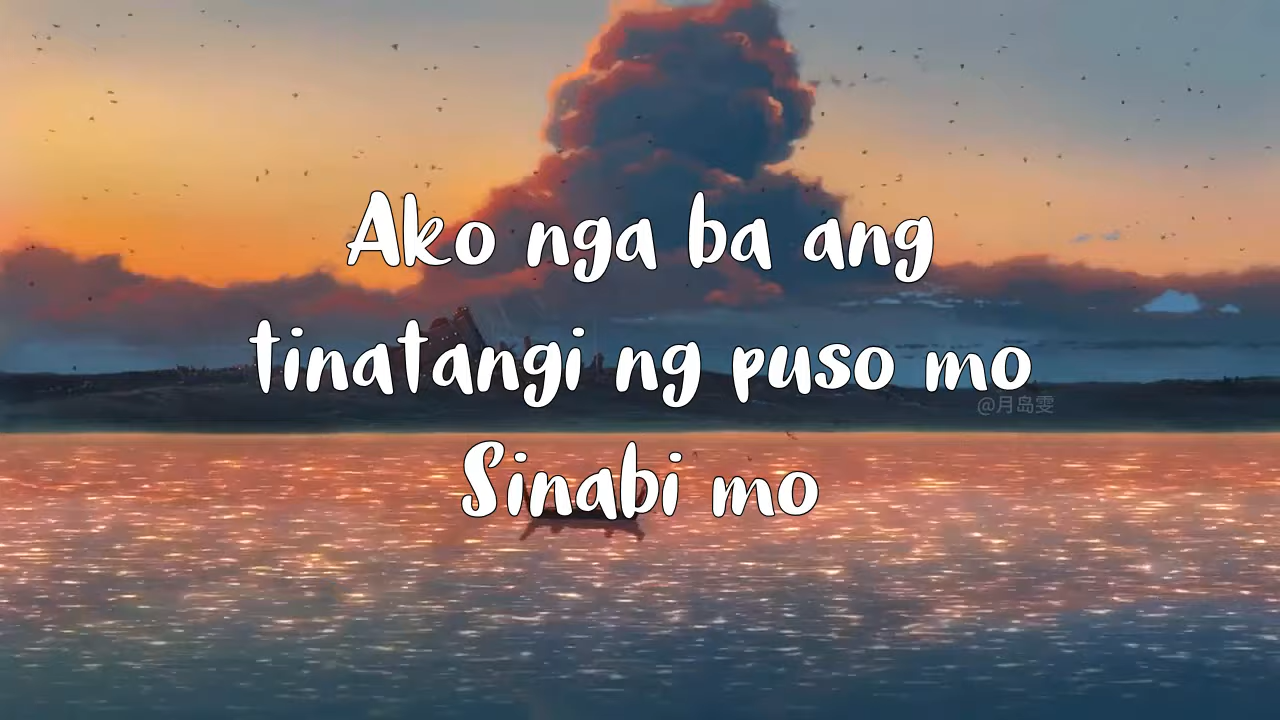 Ako nga ba ang
tinatangi ng puso mo
@月岛雯
Sinabi mo